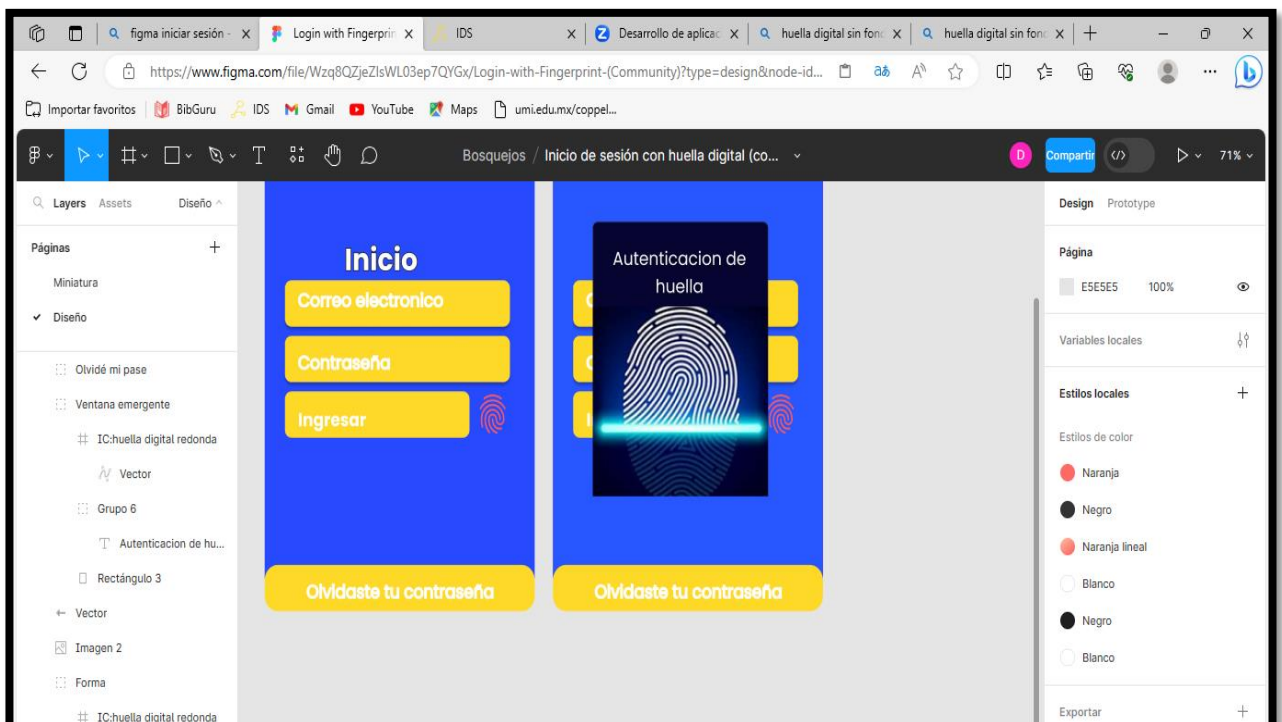 figma iniciar sesión -
Login with Fingerprin
IDS
Desarrollo de aplicac
huella digital sin fon
huella digital sin fon
https://www.figma.com/file/Wzq8QZjeZlsWL03ep7QYGx/Login-with-Fingerprint-(Community)?type=design&node-id...
Importar favoritos
BibGuru
IDS
Gmail
YouTube
Maps
umi.edu.mx/coppel...
Bosquejos / Inicio de sesión con huella digital (co...
D
Compartir
71%
Layers
Assets
Diseño
Páginas
Miniatura
Diseño
Olvidé mi pase
Ventana emergente
IC:huella digital redonda
Vector
Grupo 6
Autenticacion de hu...
Rectángulo 3
Vector
Imagen 2
Forma
IC:huella digital redonda
Inicio
Correo electronico
Contraseña
Ingresar
Olvidaste tu contraseña
Autenticacion de
huella
C
C
I
Olvidaste tu contraseña
Design
Prototype
Página
E5E5E5
100%
Variables locales
Estilos locales
Estilos de color
Naranja
Negro
Naranja lineal
Blanco
Negro
Blanco
Exportar